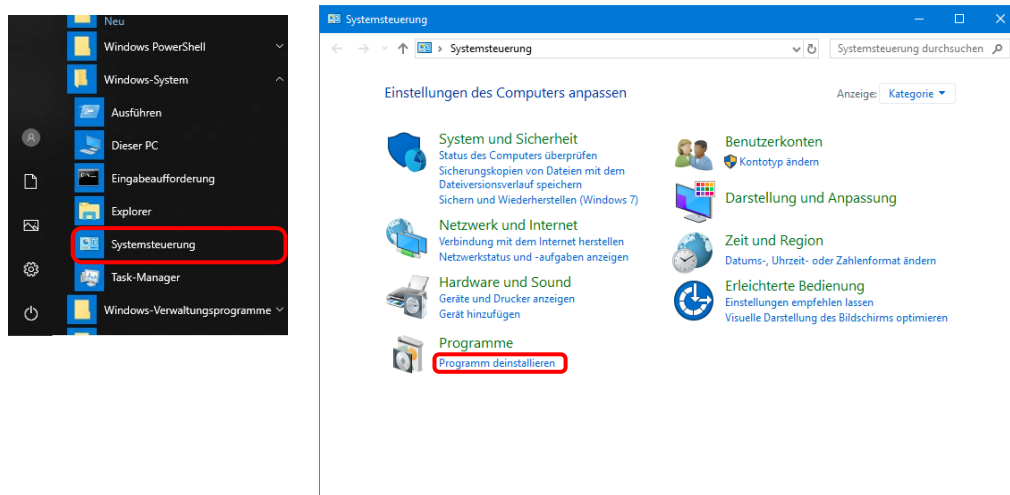 Neu
Windows PowerShell
Windows-System
Ausführen
Dieser PC
Eingabeaufforderung
Explorer
Systemsteuerung
Task-Manager
Windows-Verwaltungsprogramme
Systemsteuerung
Systemsteuerung
Systemsteuerung durchsuchen
Einstellungen des Computers anpassen
Anzeige: Kategorie
System und Sicherheit
Status des Computers überprüfen
Sicherungskopien von Dateien mit dem
Dateiversionsverlauf speichern
Sichern und Wiederherstellen (Windows 7)
Netzwerk und Internet
Verbindung mit dem Internet herstellen
Netzwerkstatus und -aufgaben anzeigen
Hardware und Sound
Geräte und Drucker anzeigen
Gerät hinzufügen
Programme
Programm deinstallieren
Benutzerkonten
Kontotyp ändern
Darstellung und Anpassung
Zeit und Region
Datums-, Uhrzeit- oder Zahlenformat ändern
Erleichterte Bedienung
Einstellungen empfehlen lassen
Visuelle Darstellung des Bildschirms optimieren